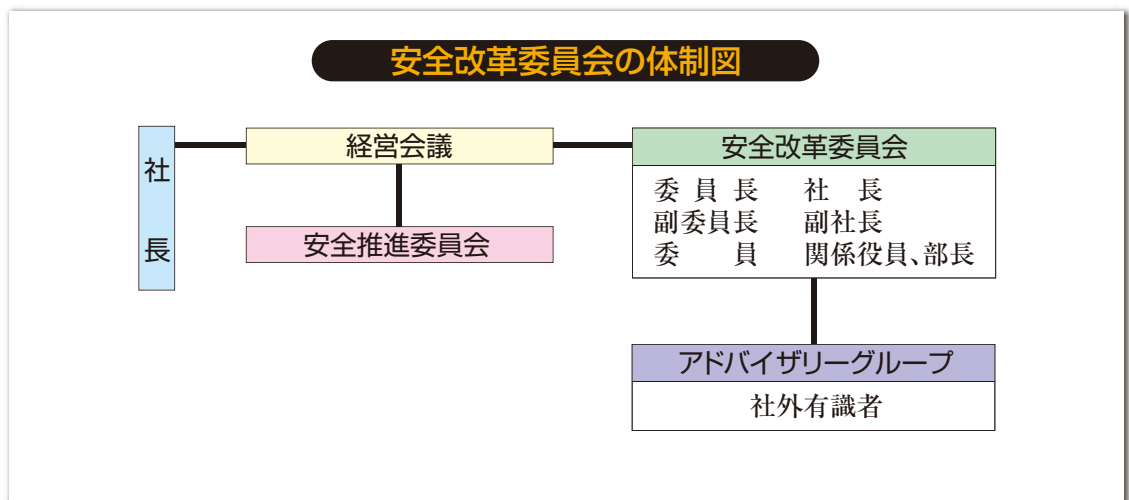 安全改革委員会の体制図
社長
経営会議
安全推進委員会
安全改革委員会
委員長 社長
副委員長 副社長
委員 関係役員、部長
アドバイザリーグループ
社外有識者